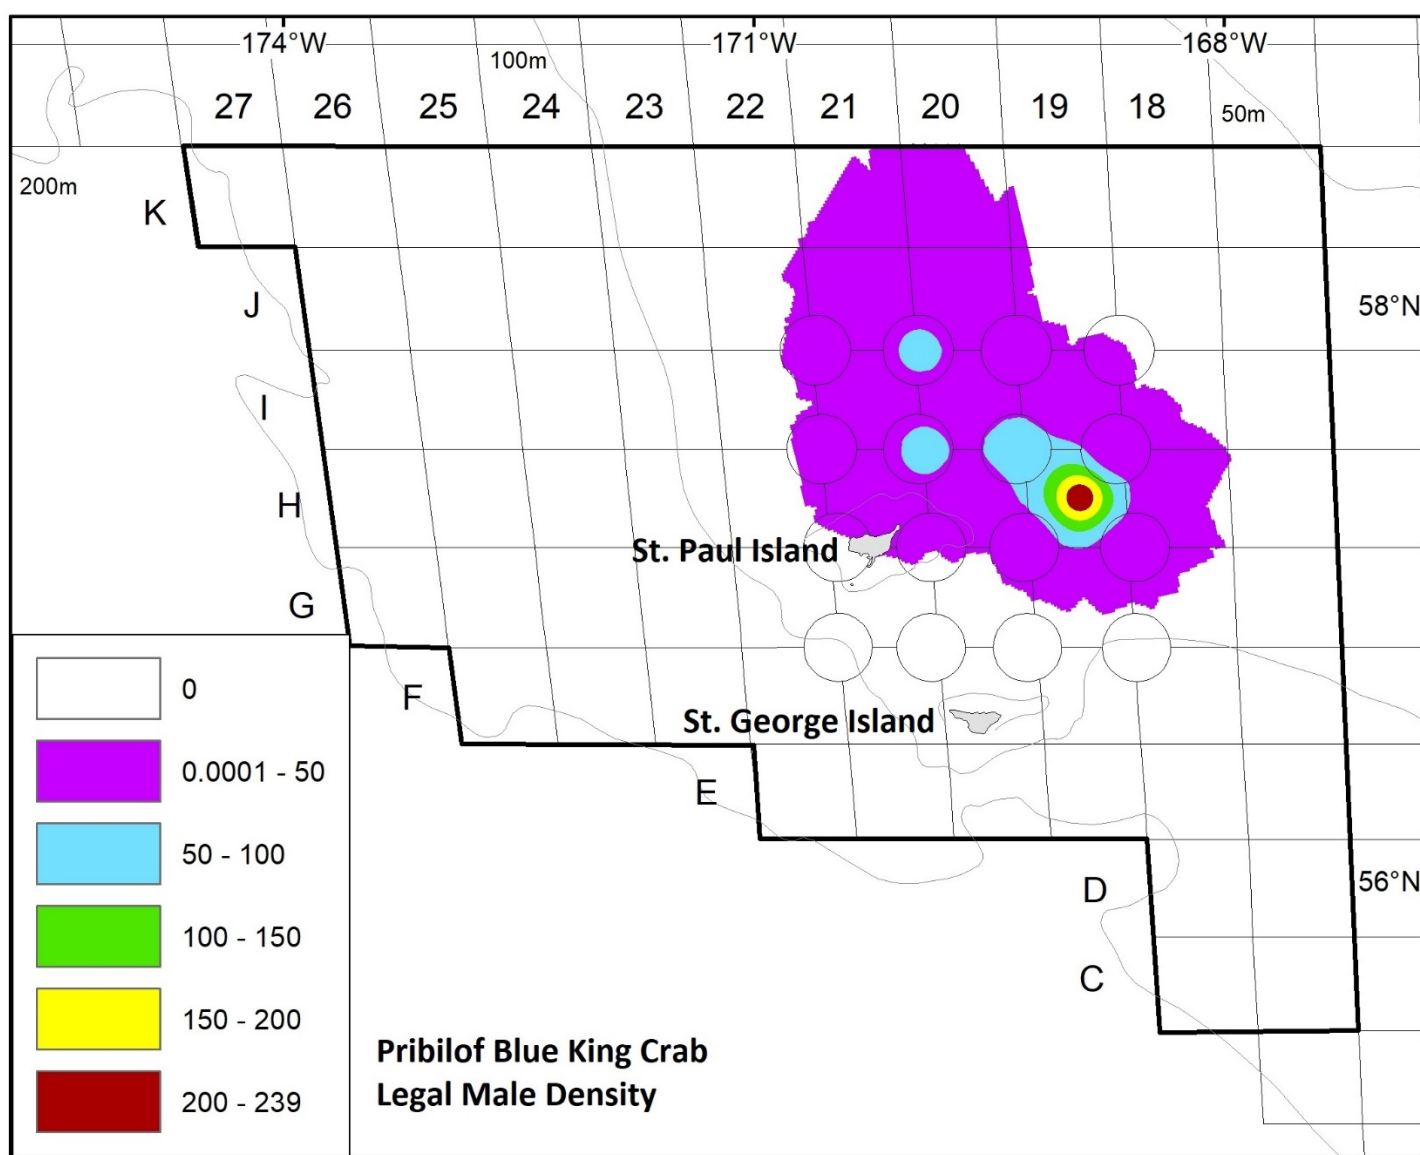 174°W
171°W
168°W
100m
27
26
25
24
23
22
21
20
19
18
50m
200m
K
J
58°N
I
H
St. Paul Island
G
0
F
St. George Island
0.0001 - 50
E
50 - 100
D
56°N
100 - 150
C
150 - 200
Pribilof Blue King Crab
Legal Male Density
200 - 239